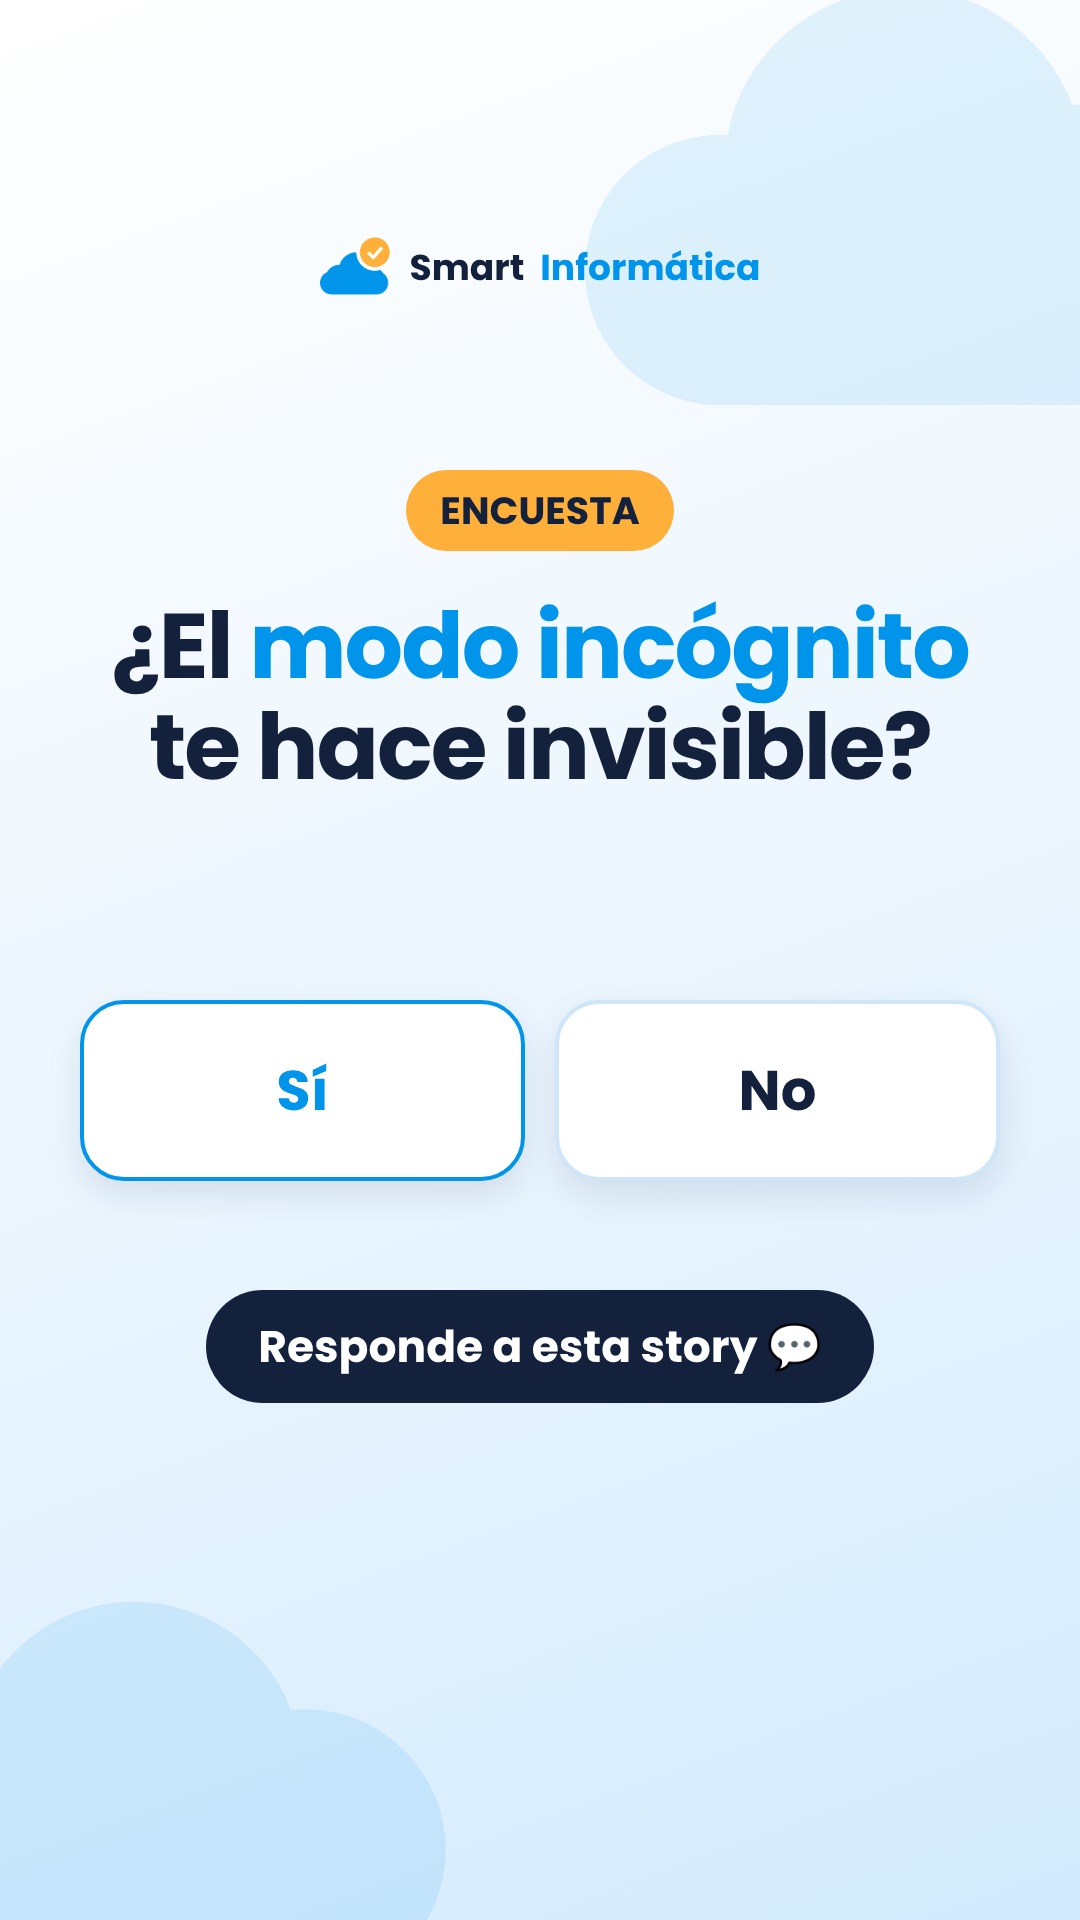 Smart Informática
ENCUESTA
¿El modo incógnito
te hace invisible?
Sí
No
Responde a esta story 💬